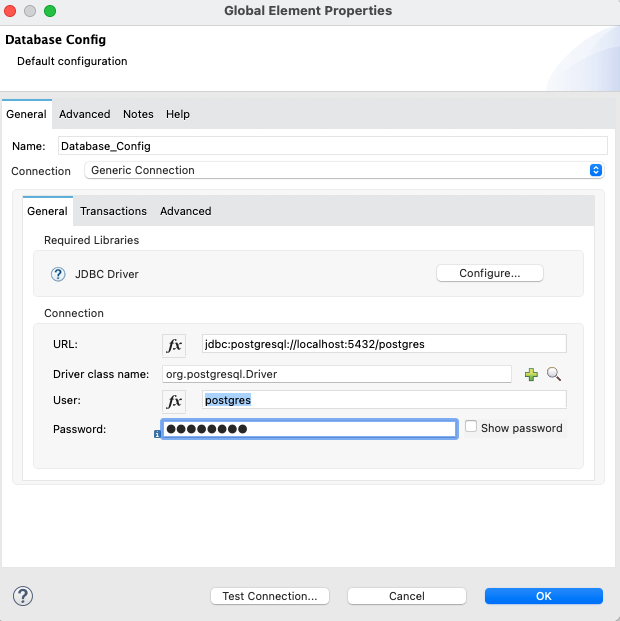 Global Element Properties
Database Config
Default configuration
General Advanced Notes Help
Name: Database_Config
Connection Generic Connection
General Transactions Advanced
Required Libraries
? JDBC Driver Configure...
Connection
URL: fx jdbc:postgresql://localhost:5432/postgres
Driver class name: org.postgresql.Driver
User: fx postgres
Password: ●●●●●●●● Show password
? Test Connection... Cancel OK